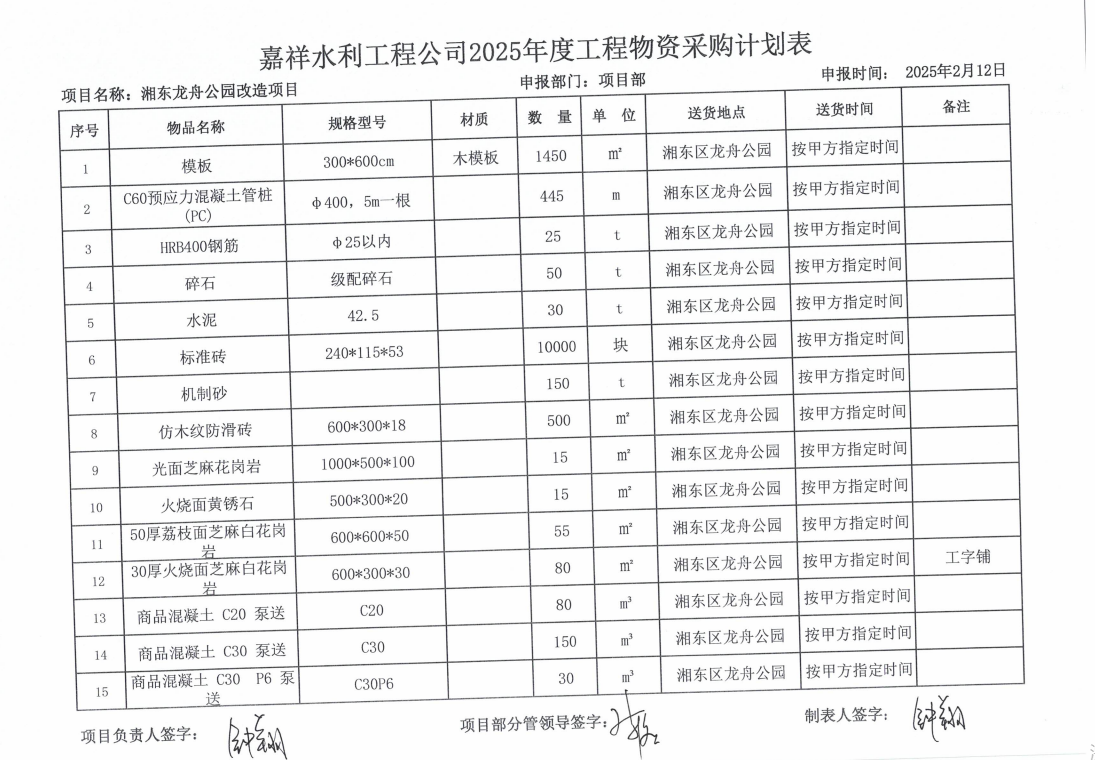 嘉祥水利工程公司2025年度工程物资采购计划表
项目名称：湘东龙舟公园改造项目 申报部门：项目部 申报时间： 2025年2月12日
序号 物品名称 规格型号 材质 数 量 单 位 送货地点 送货时间 备注
1 模板 300*600cm 木模板 1450 m² 湘东区龙舟公园 按甲方指定时间
2 C60预应力混凝土管桩(PC) φ400，5m一根 445 m 湘东区龙舟公园 按甲方指定时间
3 HRB400钢筋 φ25以内 25 t 湘东区龙舟公园 按甲方指定时间
4 碎石 级配碎石 50 t 湘东区龙舟公园 按甲方指定时间
5 水泥 42.5 30 t 湘东区龙舟公园 按甲方指定时间
6 标准砖 240*115*53 10000 块 湘东区龙舟公园 按甲方指定时间
7 机制砂 150 t 湘东区龙舟公园 按甲方指定时间
8 仿木纹防滑砖 600*300*18 500 m² 湘东区龙舟公园 按甲方指定时间
9 光面芝麻花岗岩 1000*500*100 15 m² 湘东区龙舟公园 按甲方指定时间
10 火烧面黄锈石 500*300*20 15 m² 湘东区龙舟公园 按甲方指定时间
11 50厚荔枝面芝麻白花岗岩 600*600*50 55 m² 湘东区龙舟公园 按甲方指定时间
12 30厚火烧面芝麻白花岗岩 600*300*30 80 m² 湘东区龙舟公园 按甲方指定时间 工字铺
13 商品混凝土 C20 泵送 C20 80 m³ 湘东区龙舟公园 按甲方指定时间
14 商品混凝土 C30 泵送 C30 150 m³ 湘东区龙舟公园 按甲方指定时间
15 商品混凝土 C30 P6 泵送 C30P6 30 m³ 湘东区龙舟公园 按甲方指定时间
项目负责人签字： 项目部分管领导签字： 制表人签字：